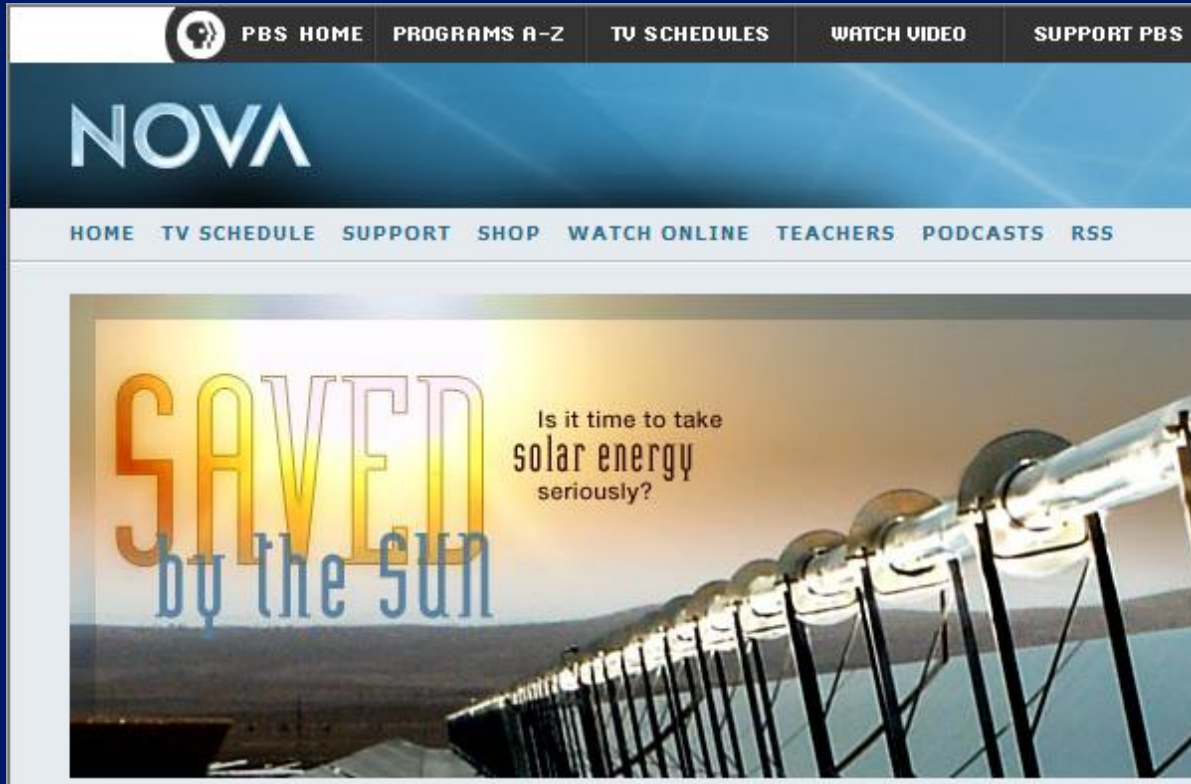 PBS HOME PROGRAMS A-Z TV SCHEDULES WATCH VIDEO SUPPORT PBS
NOVA
HOME TV SCHEDULE SUPPORT SHOP WATCH ONLINE TEACHERS PODCASTS RSS
SAVED
by the SUN
Is it time to take
solar energy
seriously?